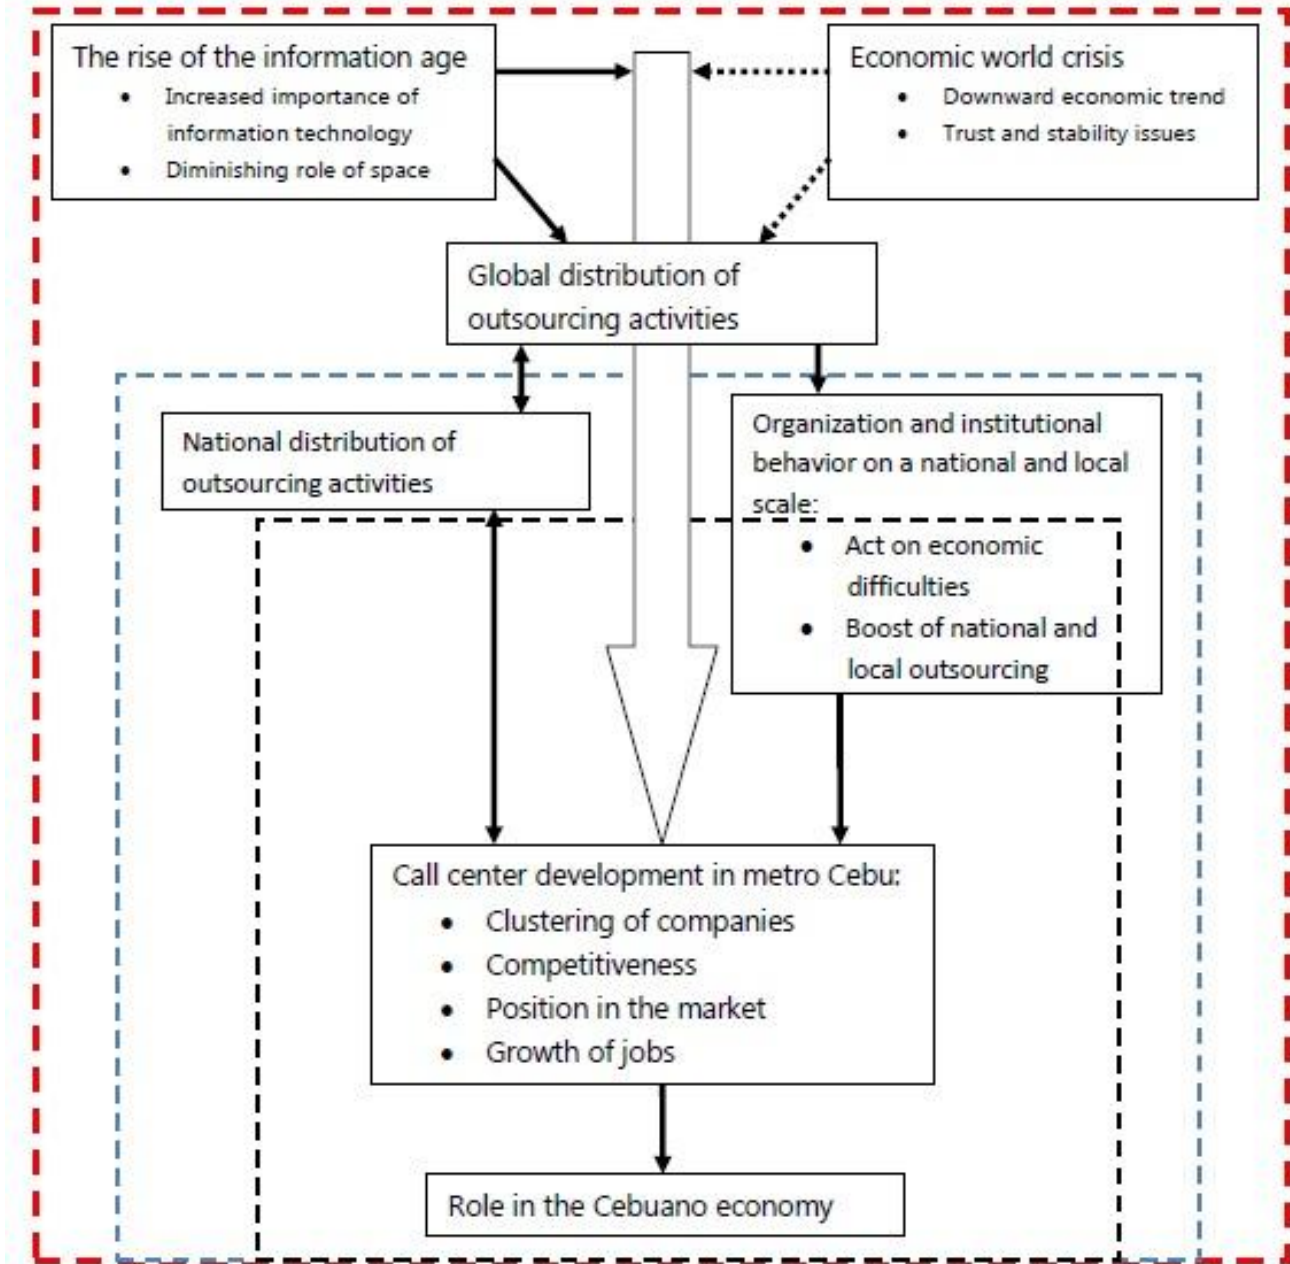 The rise of the information age
• Increased importance of
information technology
• Diminishing role of space
Economic world crisis
• Downward economic trend
• Trust and stability issues
Global distribution of
outsourcing activities
National distribution of
outsourcing activities
Organization and institutional
behavior on a national and local
scale:
• Act on economic
difficulties
• Boost of national and
local outsourcing
Call center development in metro Cebu:
• Clustering of companies
• Competitiveness
• Position in the market
• Growth of jobs
Role in the Cebuano economy